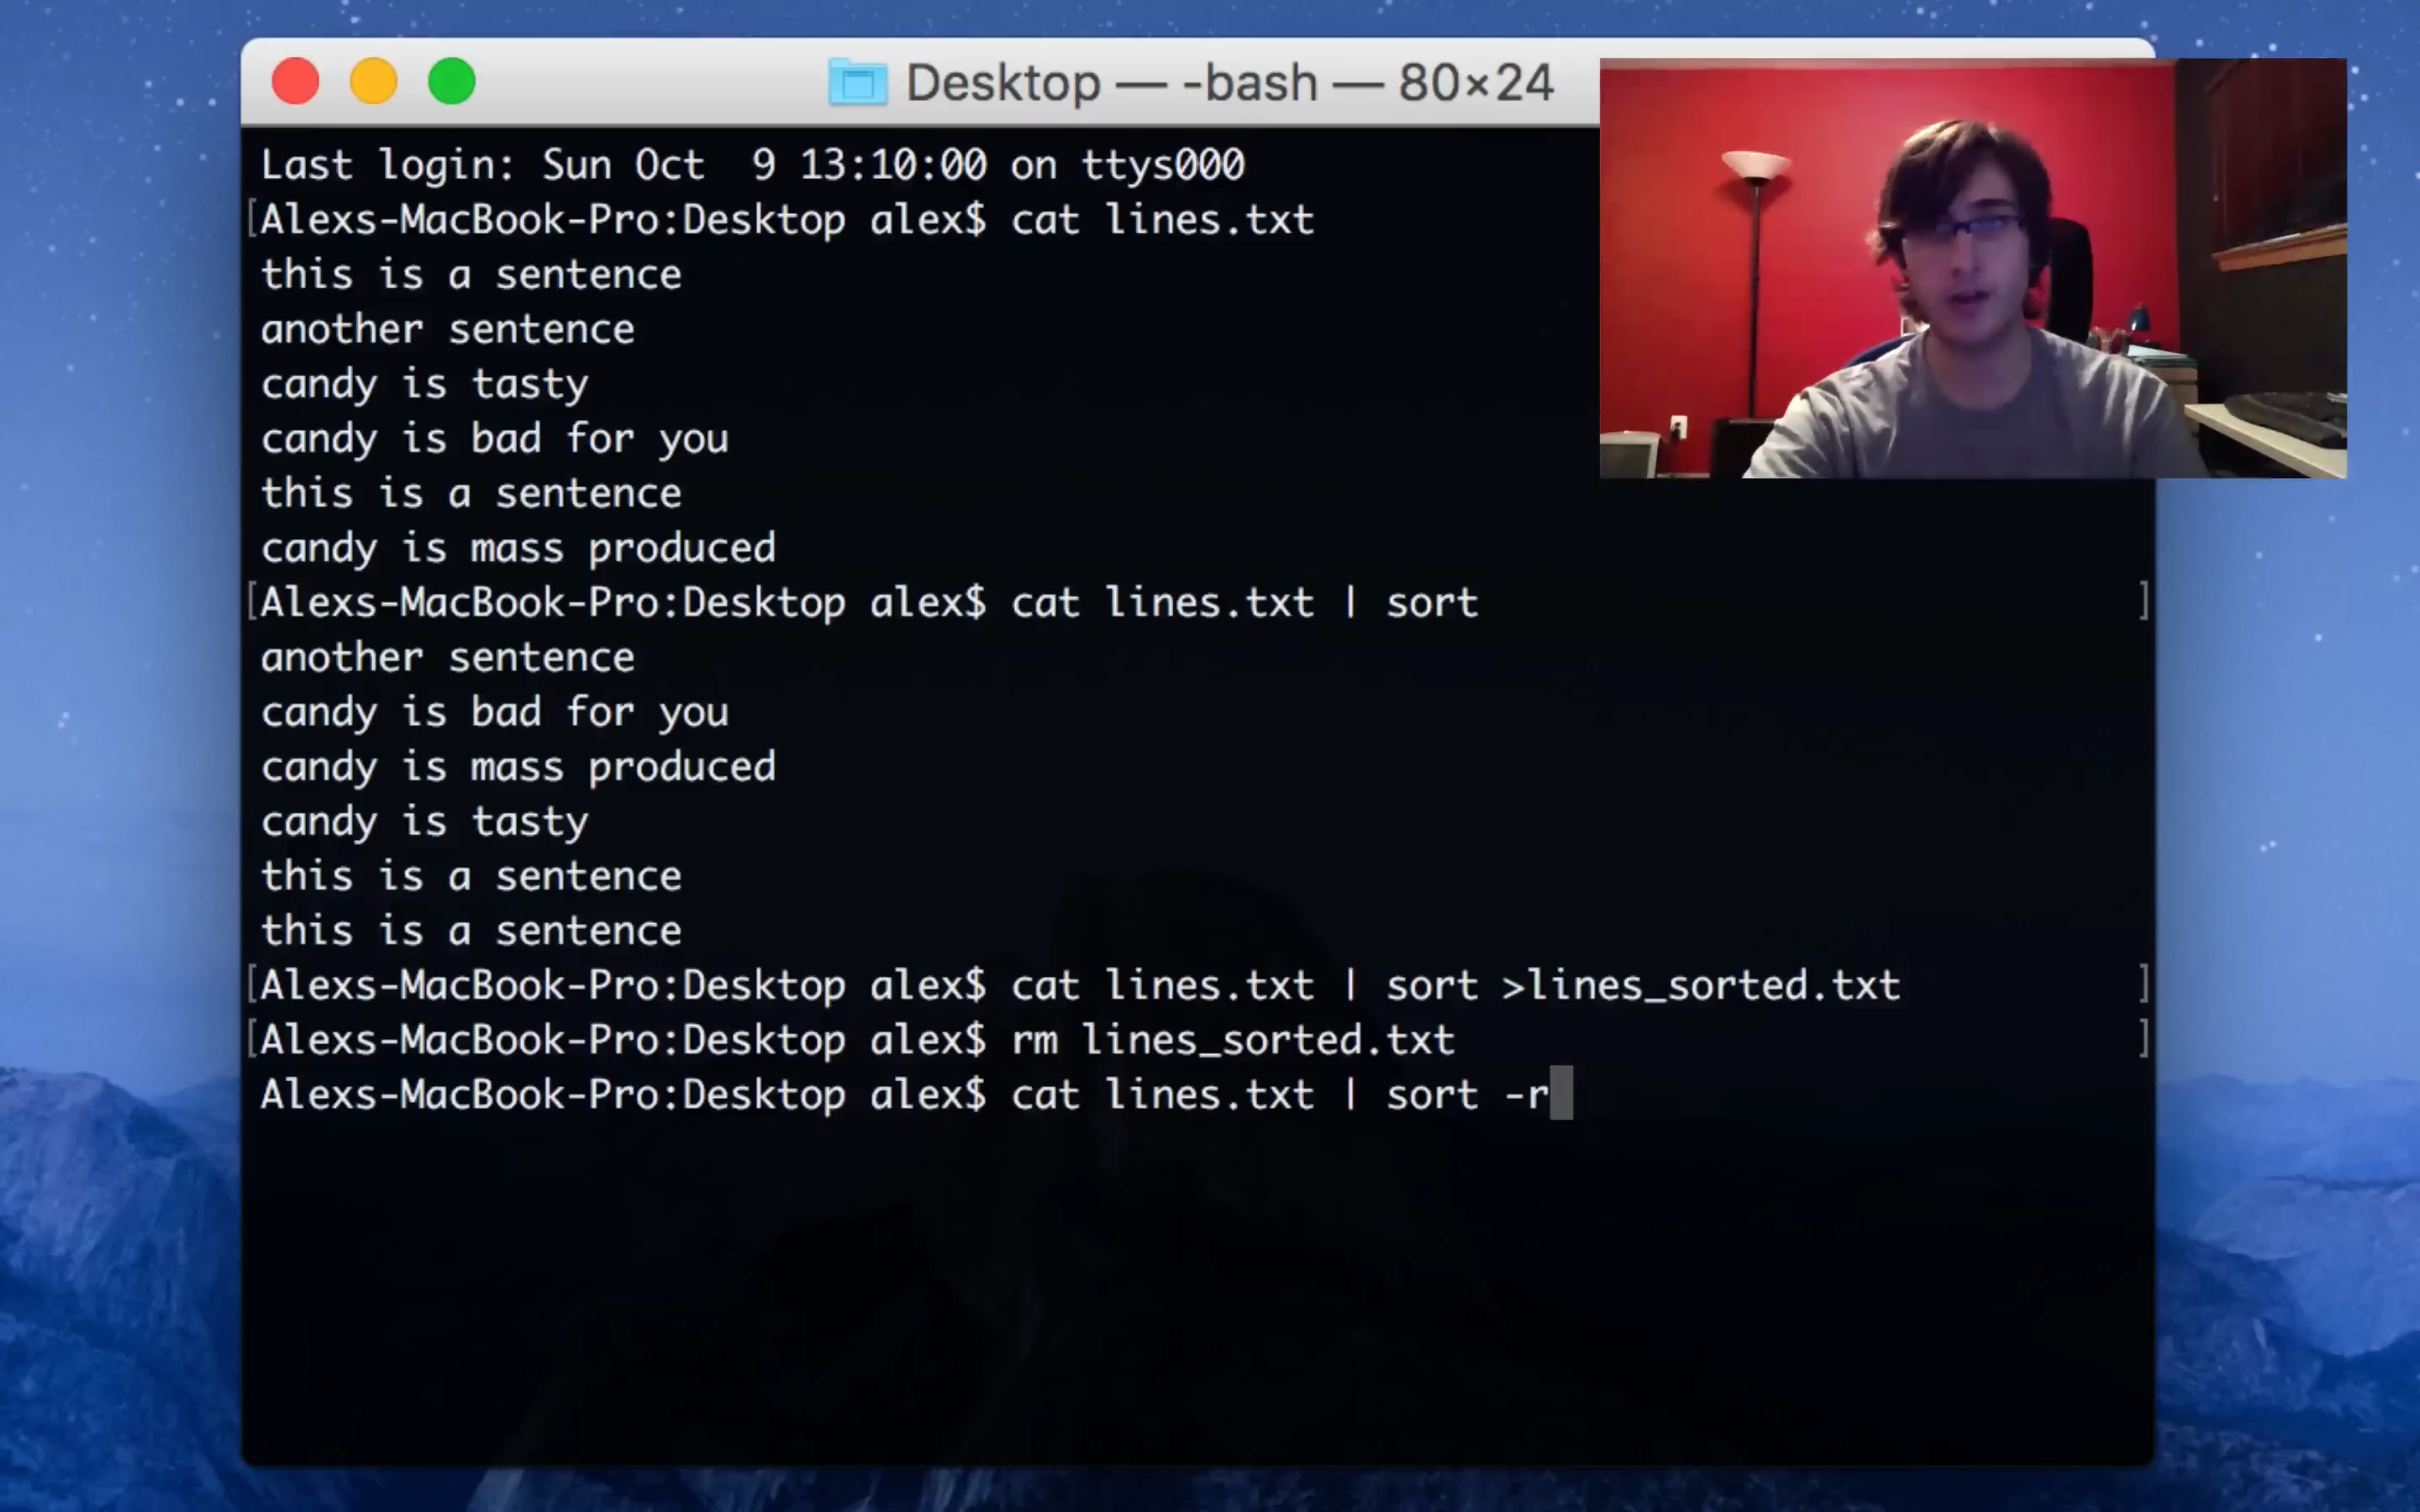 Desktop — -bash — 80×24
Last login: Sun Oct  9 13:10:00 on ttys000
[Alexs-MacBook-Pro:Desktop alex$ cat lines.txt
this is a sentence
another sentence
candy is tasty
candy is bad for you
this is a sentence
candy is mass produced
[Alexs-MacBook-Pro:Desktop alex$ cat lines.txt | sort ]
another sentence
candy is bad for you
candy is mass produced
candy is tasty
this is a sentence
this is a sentence
[Alexs-MacBook-Pro:Desktop alex$ cat lines.txt | sort >lines_sorted.txt ]
[Alexs-MacBook-Pro:Desktop alex$ rm lines_sorted.txt ]
Alexs-MacBook-Pro:Desktop alex$ cat lines.txt | sort -r